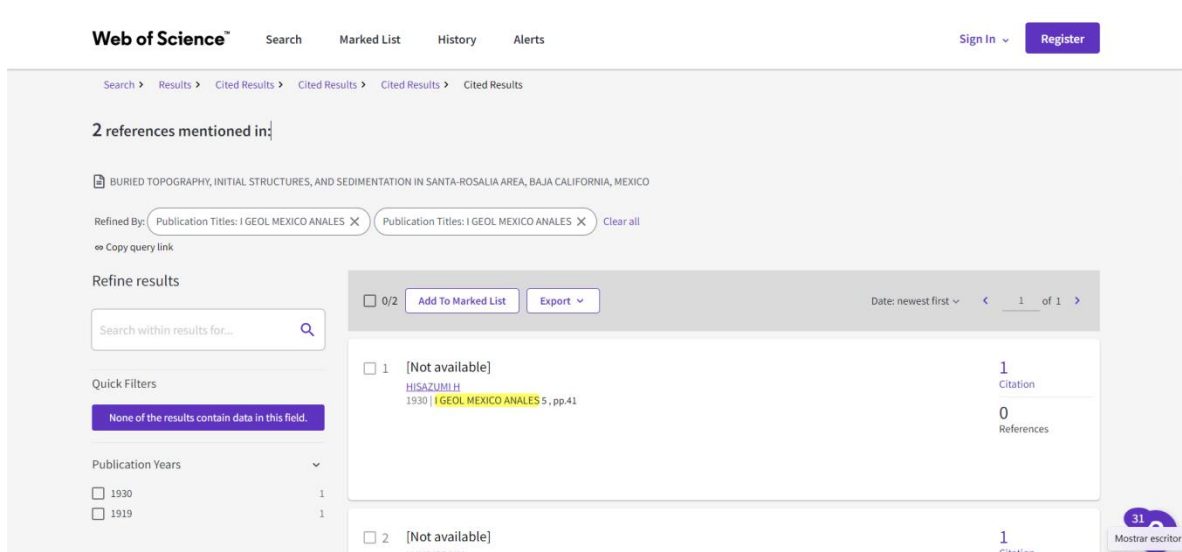 Web of Science™ Search Marked List History Alerts Sign In Register
Search > Results > Cited Results > Cited Results > Cited Results > Cited Results
2 references mentioned in:
BURIED TOPOGRAPHY, INITIAL STRUCTURES, AND SEDIMENTATION IN SANTA-ROSALIA AREA, BAJA CALIFORNIA, MEXICO
Refined By: Publication Titles: I GEOL MEXICO ANALES Publication Titles: I GEOL MEXICO ANALES Clear all
Copy query link
Refine results
Search within results for...
Quick Filters
None of the results contain data in this field.
Publication Years
1930 1
1919 1
0/2 Add To Marked List Export Date: newest first < 1 of 1 >
1 [Not available] 1
HISAZUMI H Citation
1930 | I GEOL MEXICO ANALES 5 , pp.41
0
References
2 [Not available] 1
31
Mostrar escritor